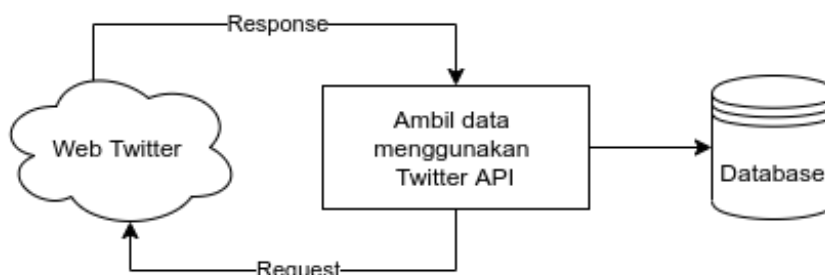 Response
Web Twitter
Ambil data
menggunakan
Twitter API
Database
Request